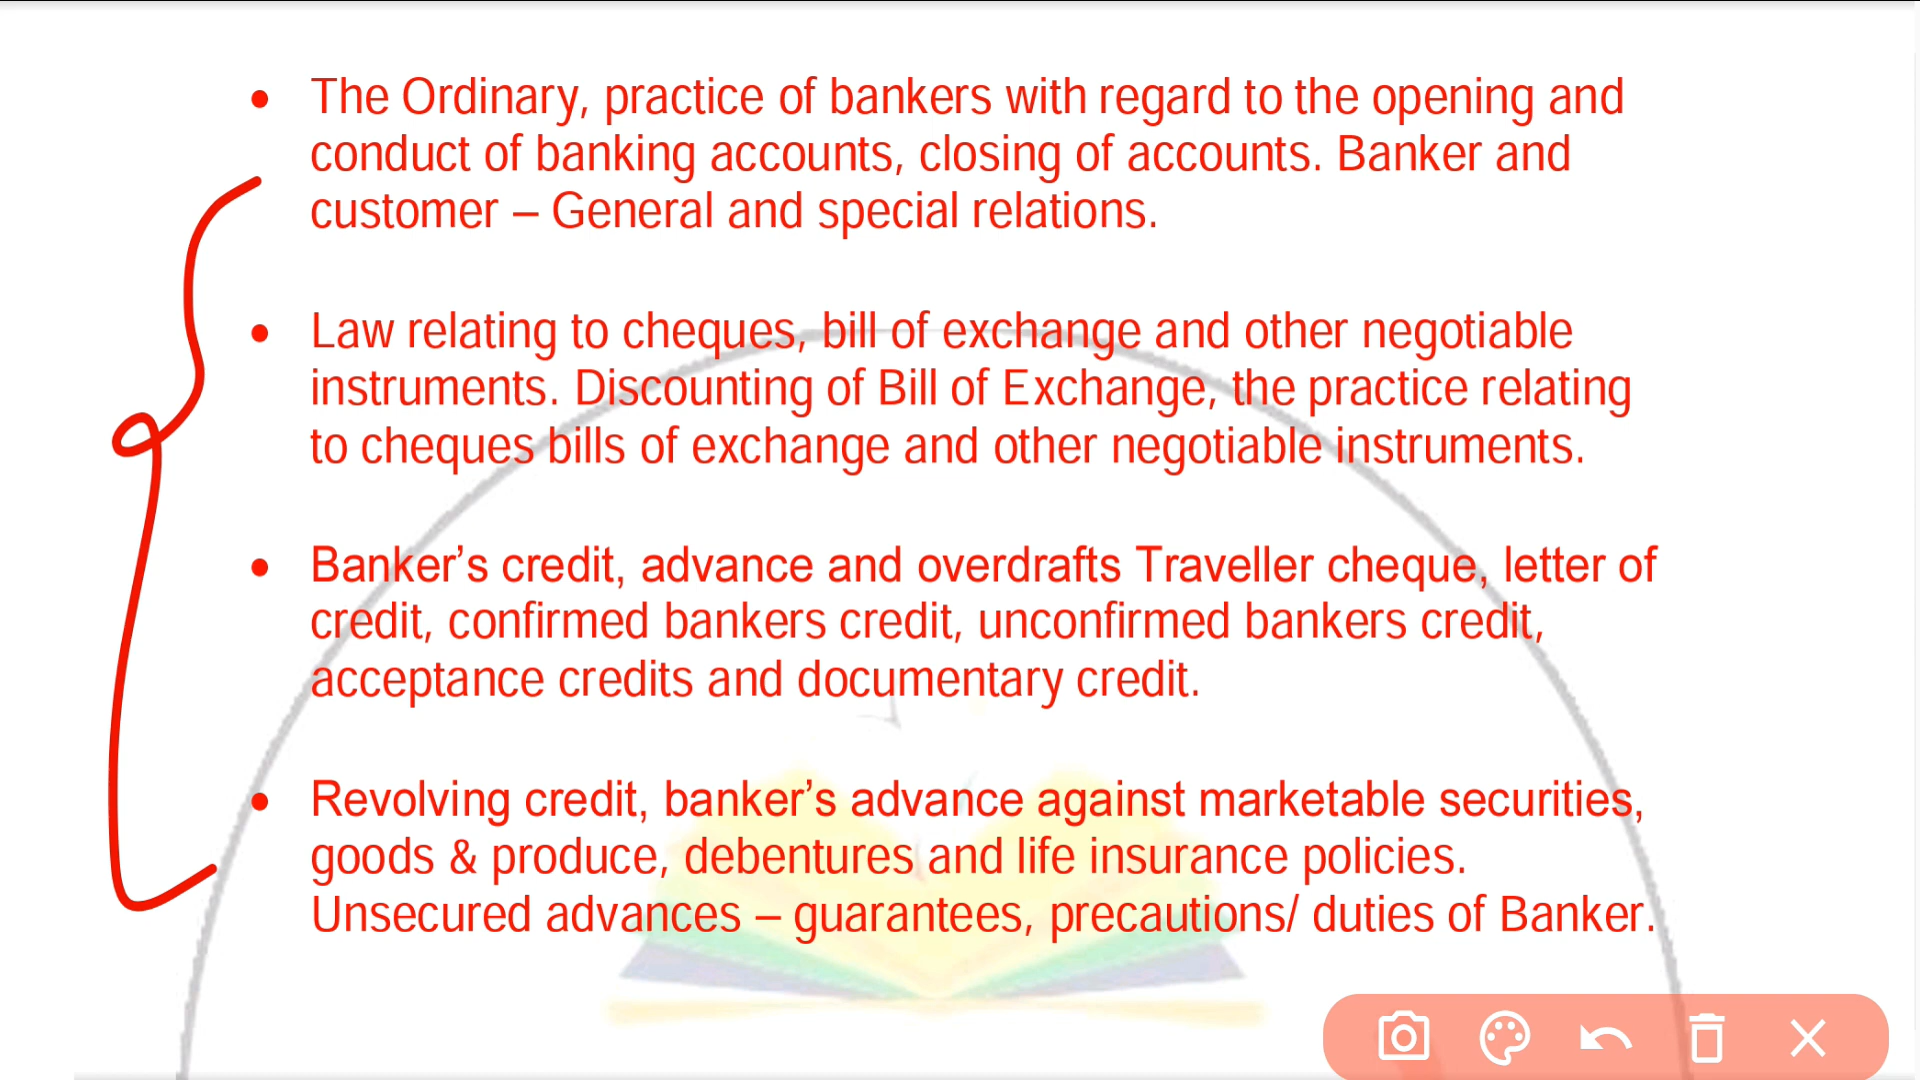 • The Ordinary, practice of bankers with regard to the opening and
conduct of banking accounts, closing of accounts. Banker and
customer – General and special relations.
• Law relating to cheques, bill of exchange and other negotiable
instruments. Discounting of Bill of Exchange, the practice relating
to cheques bills of exchange and other negotiable instruments.
• Banker’s credit, advance and overdrafts Traveller cheque, letter of
credit, confirmed bankers credit, unconfirmed bankers credit,
acceptance credits and documentary credit.
• Revolving credit, banker’s advance against marketable securities,
goods & produce, debentures and life insurance policies.
Unsecured advances – guarantees, precautions/ duties of Banker.